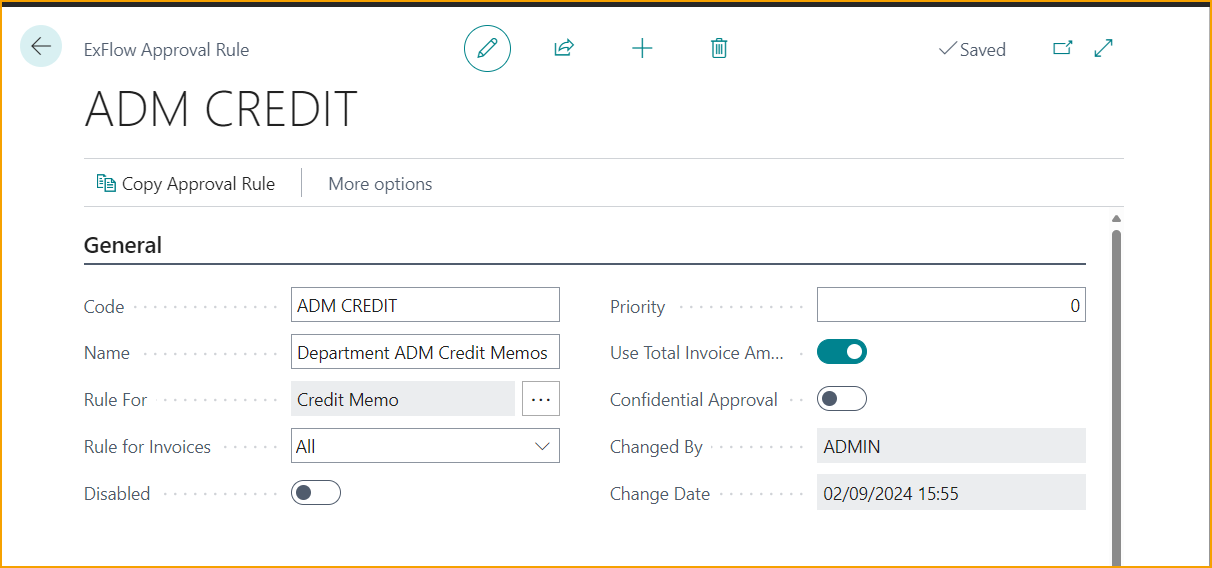 ExFlow Approval Rule
Saved
ADM CREDIT
Copy Approval Rule
More options
General
Code
ADM CREDIT
Priority
0
Name
Department ADM Credit Memos
Use Total Invoice Am...
Rule For
Credit Memo
...
Confidential Approval
Rule for Invoices
All
Changed By
ADMIN
Disabled
Change Date
02/09/2024 15:55